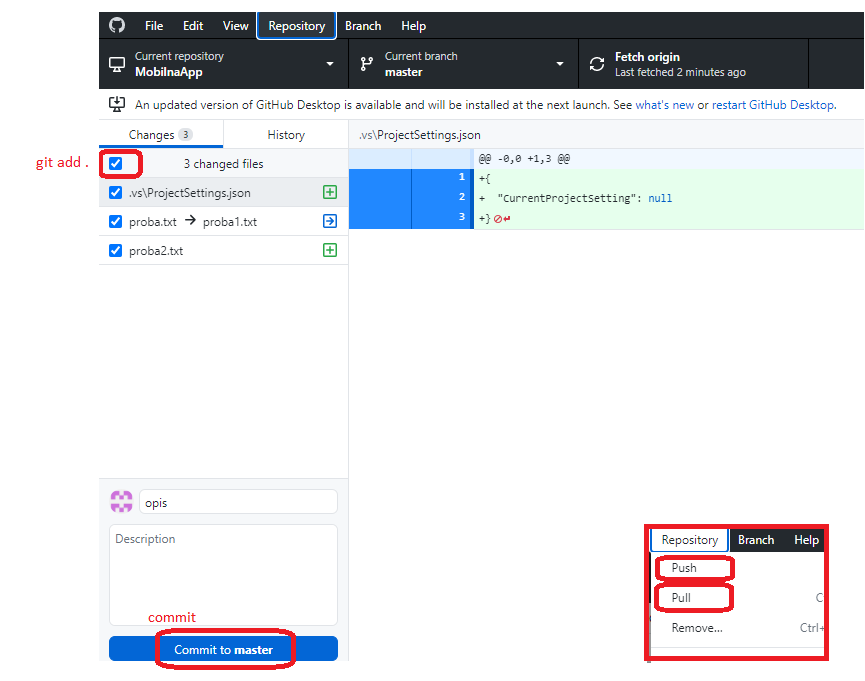 File Edit View Repository Branch Help
Current repository
MobilnaApp
Current branch
master
Fetch origin
Last fetched 2 minutes ago
An updated version of GitHub Desktop is available and will be installed at the next launch. See what's new or restart GitHub Desktop.
Changes 3 History
.vs\ProjectSettings.json
git add .
3 changed files
.vs\ProjectSettings.json
proba.txt → proba1.txt
proba2.txt
@@ -0,0 +1,3 @@
1 +{
2 + "CurrentProjectSetting": null
3 +}
opis
Description
commit
Commit to master
Repository Branch Help
Push
Pull C
Remove... Ctrl+